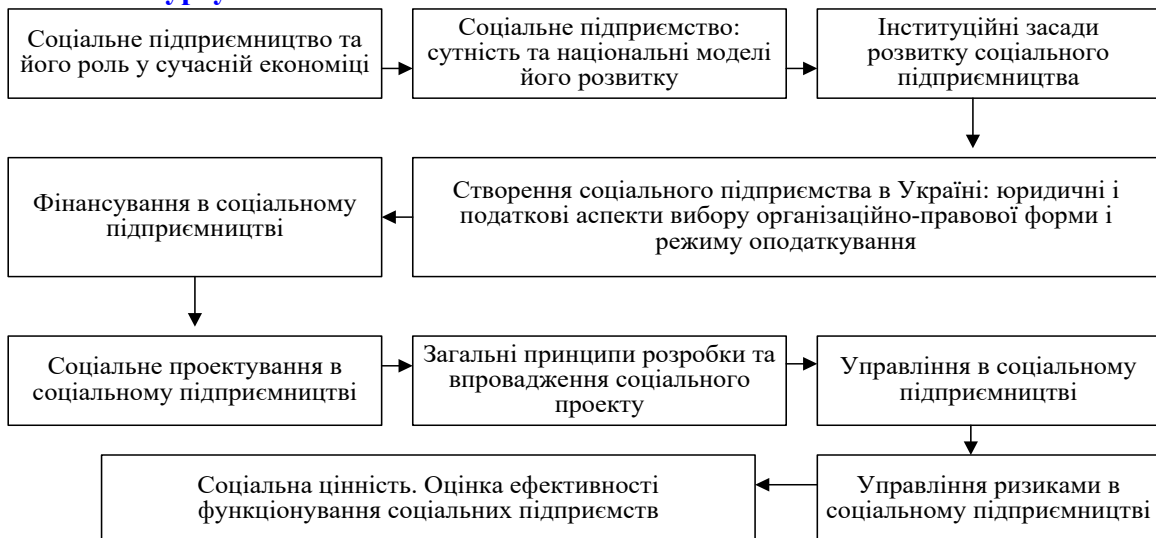 Соціальне підприємництво та
його роль у сучасній економіці
Соціальне підприємство:
сутність та національні моделі
його розвитку
Інституційні засади
розвитку соціального
підприємництва
Створення соціального підприємства в Україні: юридичні і
податкові аспекти вибору організаційно-правової форми і
режиму оподаткування
Фінансування в соціальному
підприємництві
Соціальне проектування в
соціальному підприємництві
Загальні принципи розробки та
впровадження соціального
проекту
Управління в соціальному
підприємництві
Управління ризиками в
соціальному підприємництві
Соціальна цінність. Оцінка ефективності
функціонування соціальних підприємств